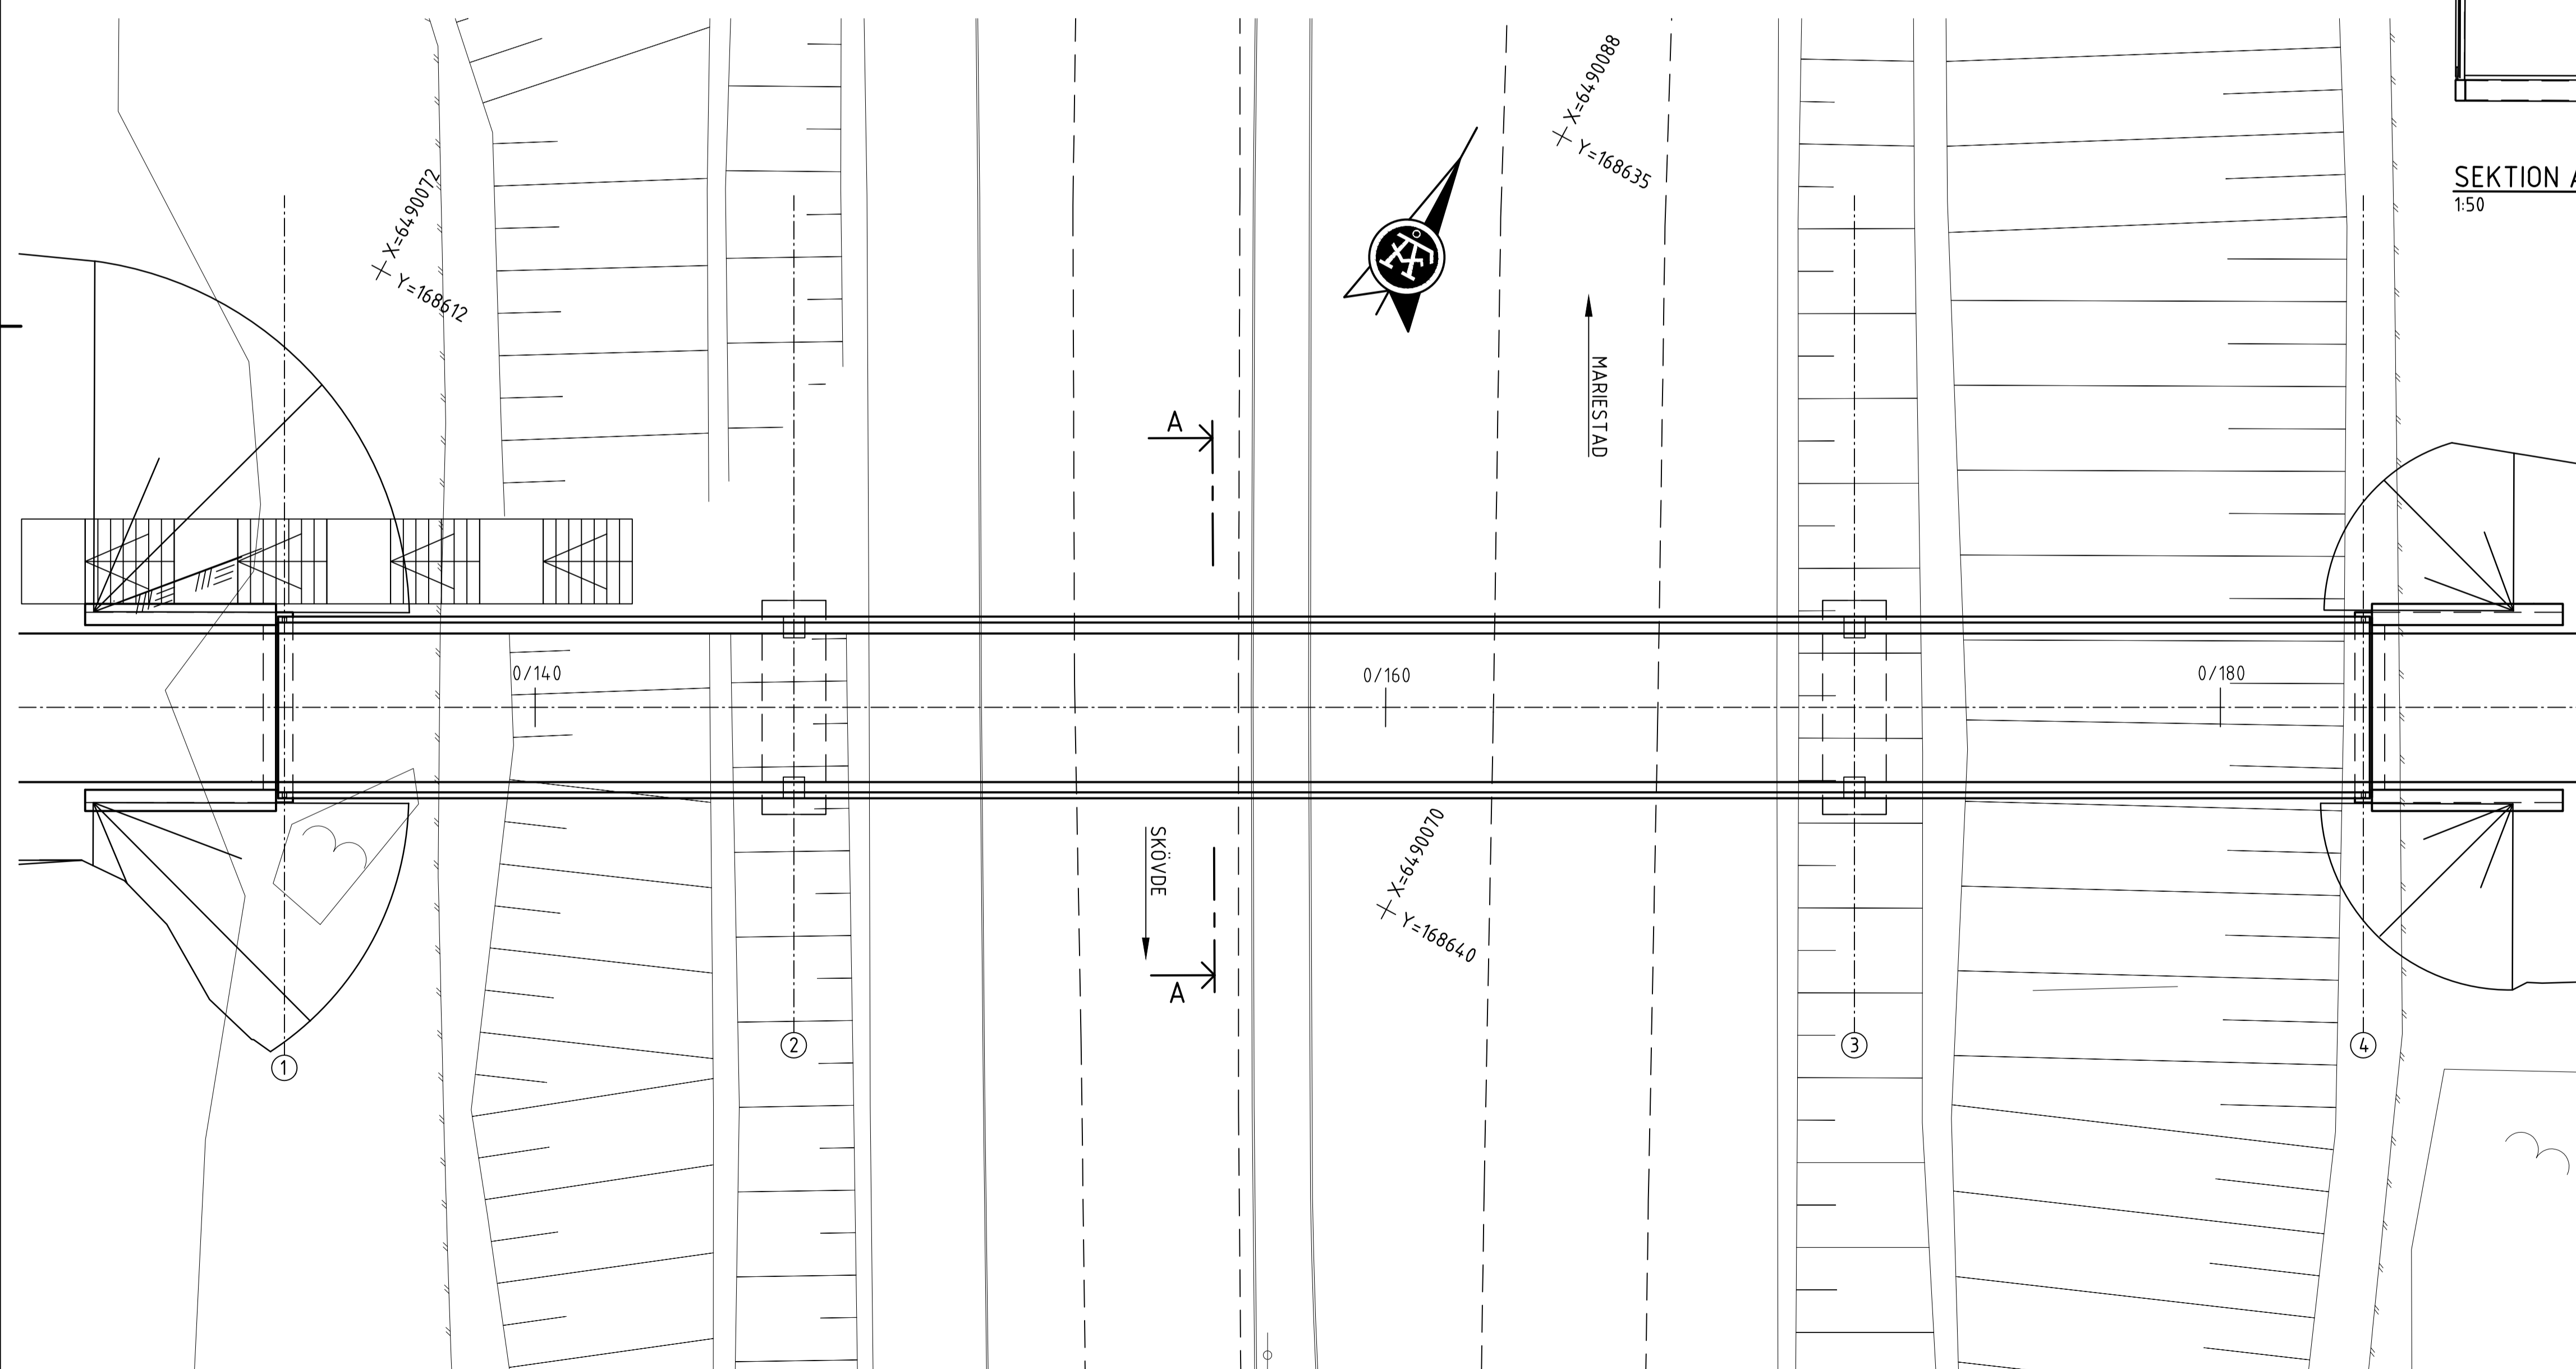 X=6490088
Y=168635
X=6490072
Y=168612
SEKTION A
1:50
MARIESTAD
A
0/140
0/160
0/180
SKÖVDE
X=6490070
Y=168640
A
1
2
3
4